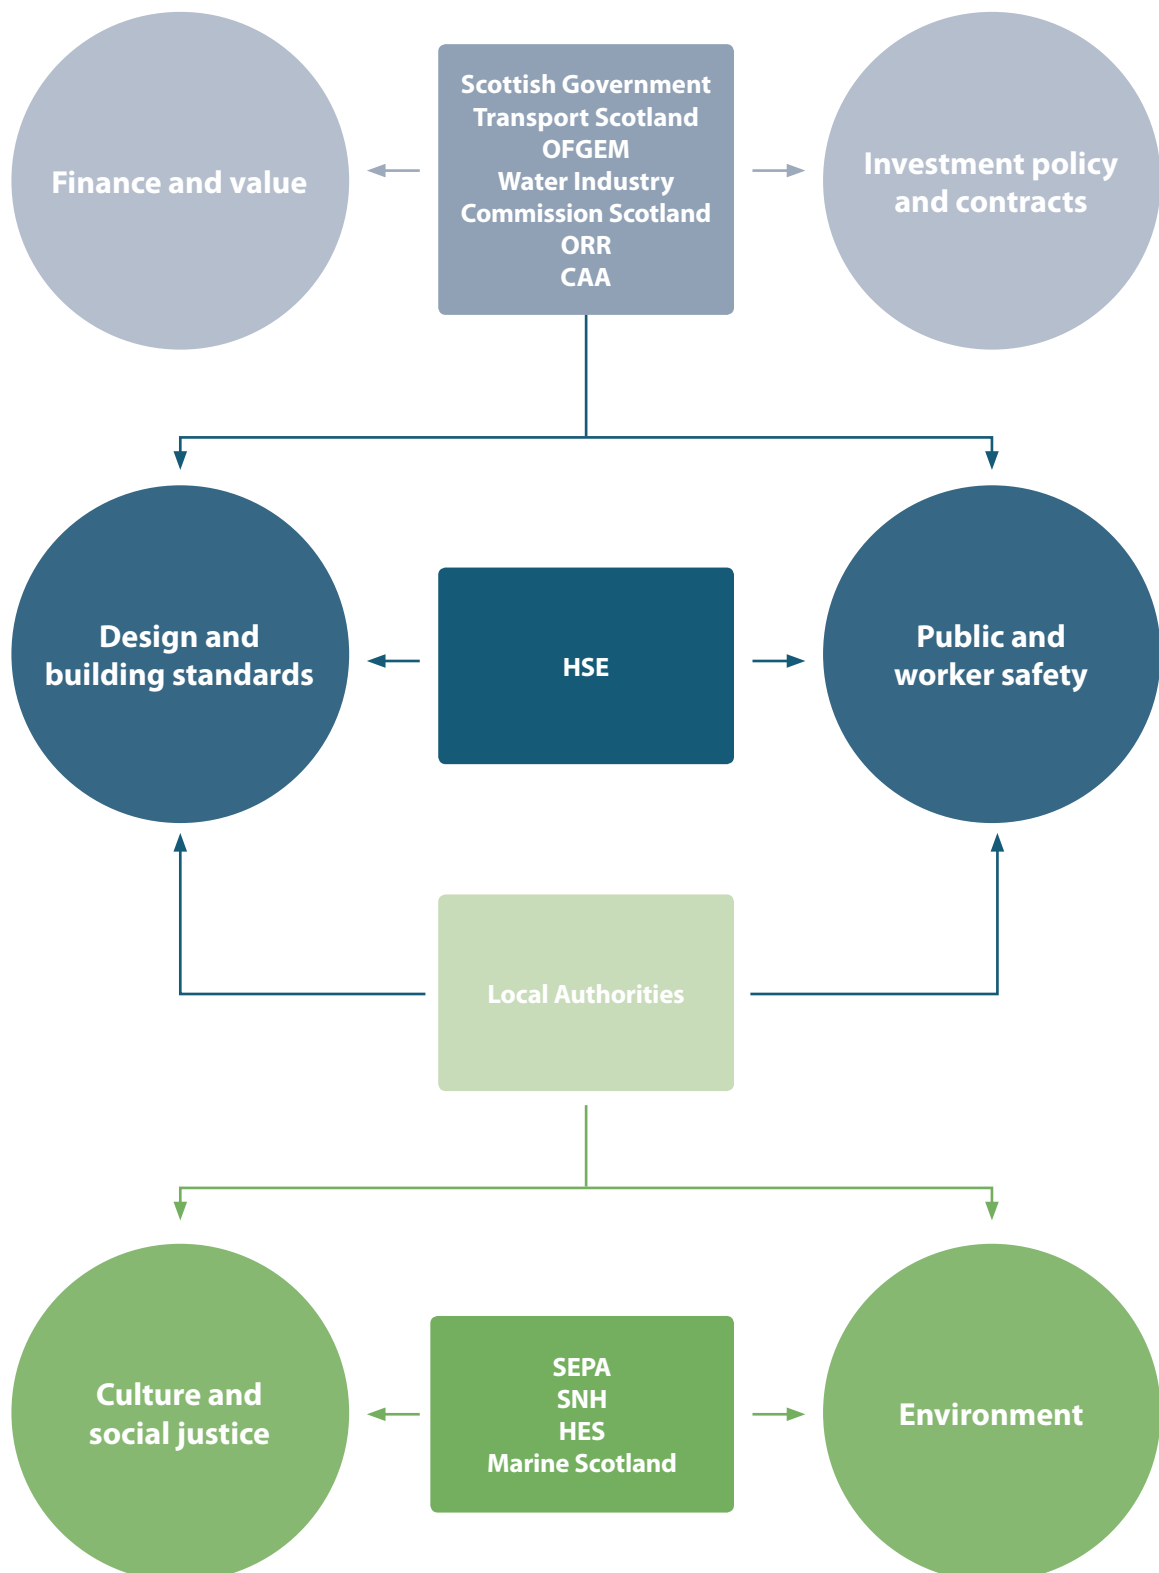 Finance and value
Scottish Government
Transport Scotland
OFGEM
Water Industry
Commission Scotland
ORR
CAA
Investment policy
and contracts
Design and
building standards
HSE
Public and
worker safety
Local Authorities
Culture and
social justice
SEPA
SNH
HES
Marine Scotland
Environment